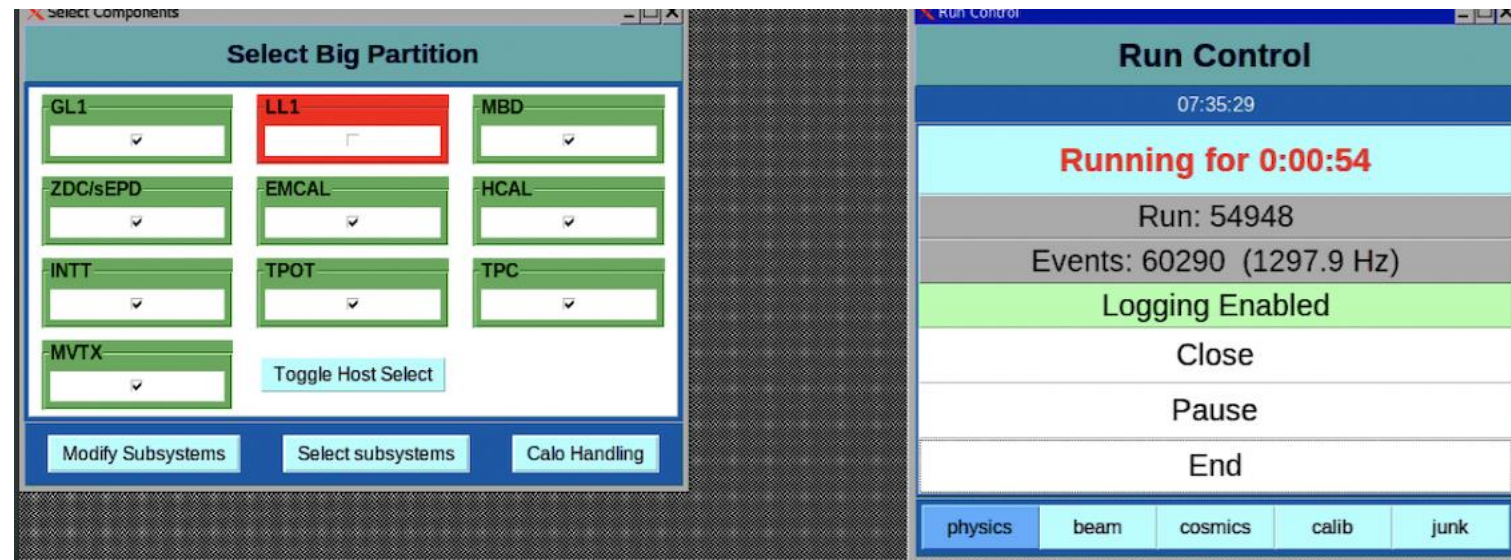 Select Components
Select Big Partition
GL1
LL1
MBD
ZDC/sEPD
EMCAL
HCAL
INTT
TPOT
TPC
MVTX
Toggle Host Select
Modify Subsystems
Select subsystems
Calo Handling
Run Control
Run Control
07:35:29
Running for 0:00:54
Run: 54948
Events: 60290 (1297.9 Hz)
Logging Enabled
Close
Pause
End
physics
beam
cosmics
calib
junk